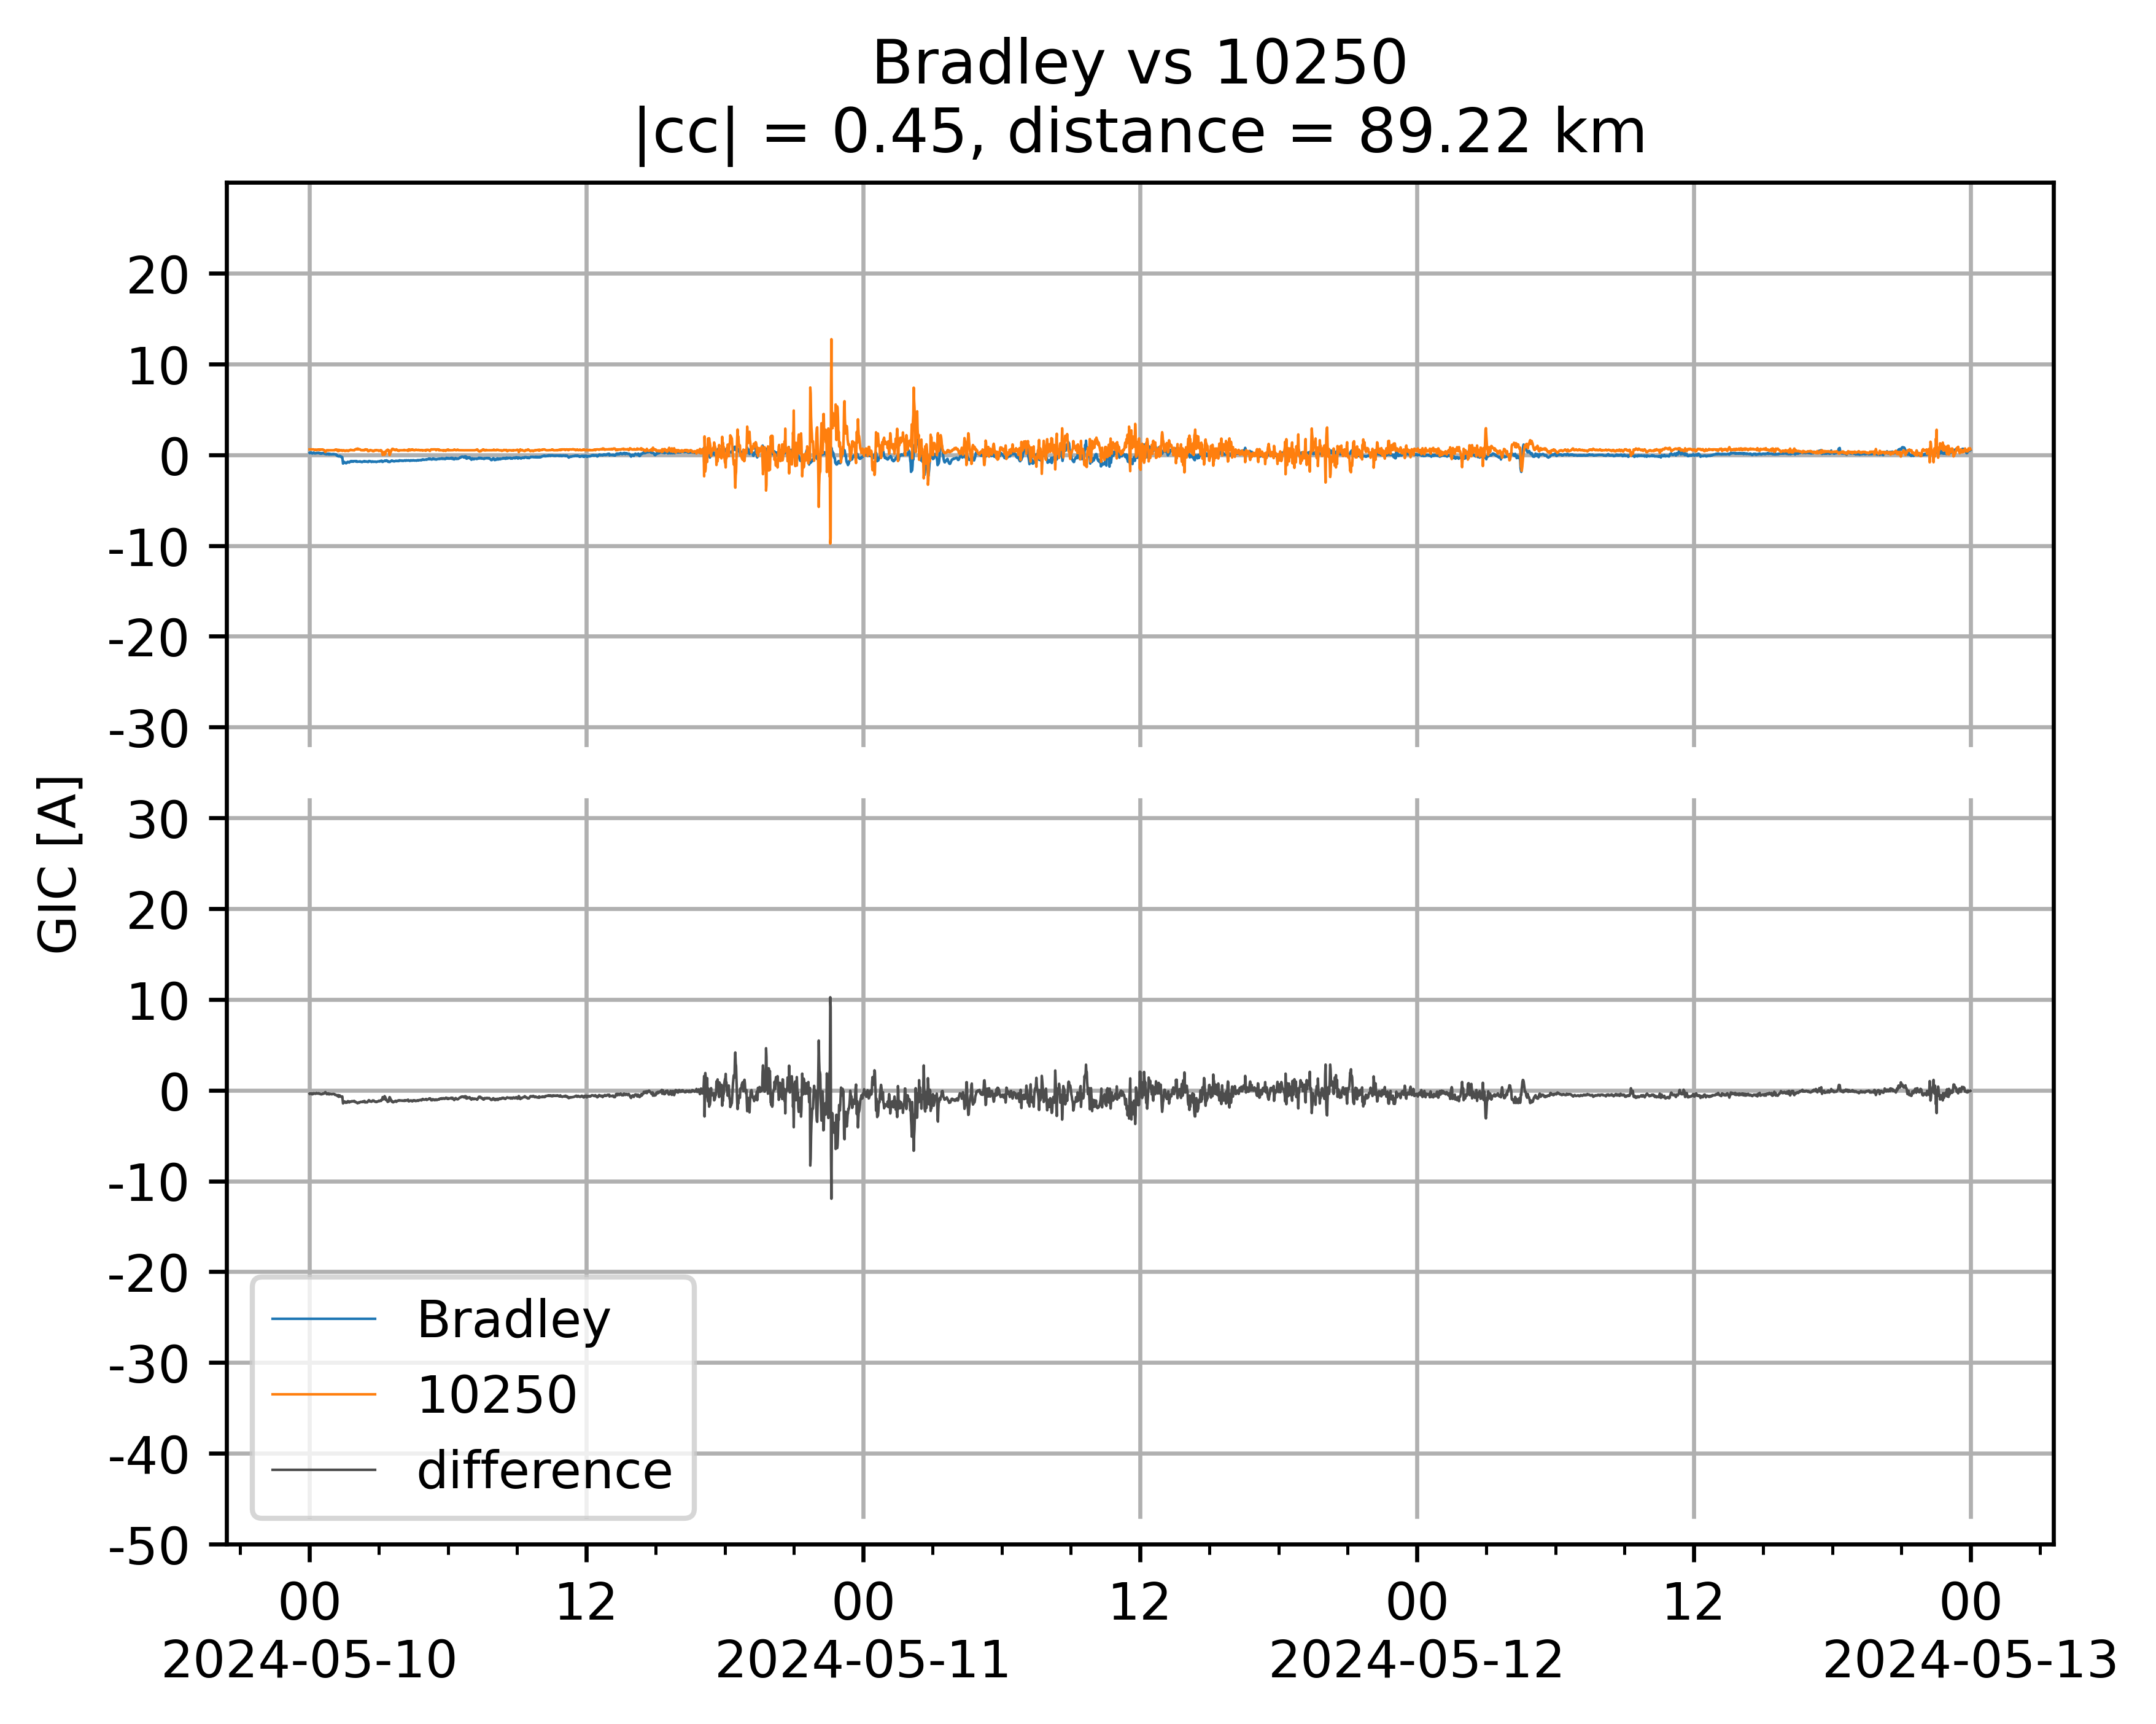 Bradley vs 10250
|cc| = 0.45, distance = 89.22 km
20
10
0
-10
-20
-30
30
20
10
0
-10
-20
-30
-40
-50
GIC [A]
Bradley
10250
difference
00 12 00 12 00 12 00
2024-05-10 2024-05-11 2024-05-12 2024-05-13